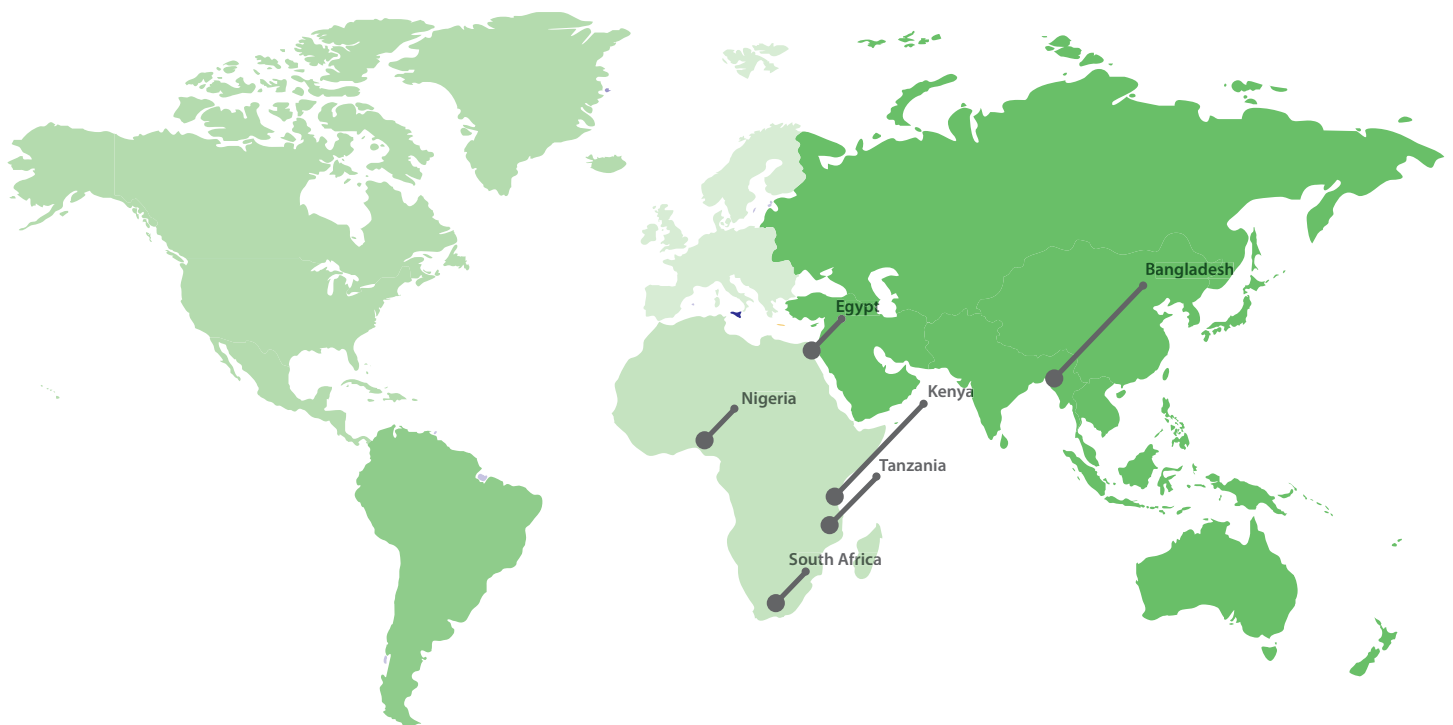 Bangladesh
Egypt
Kenya
Nigeria
Tanzania
South Africa